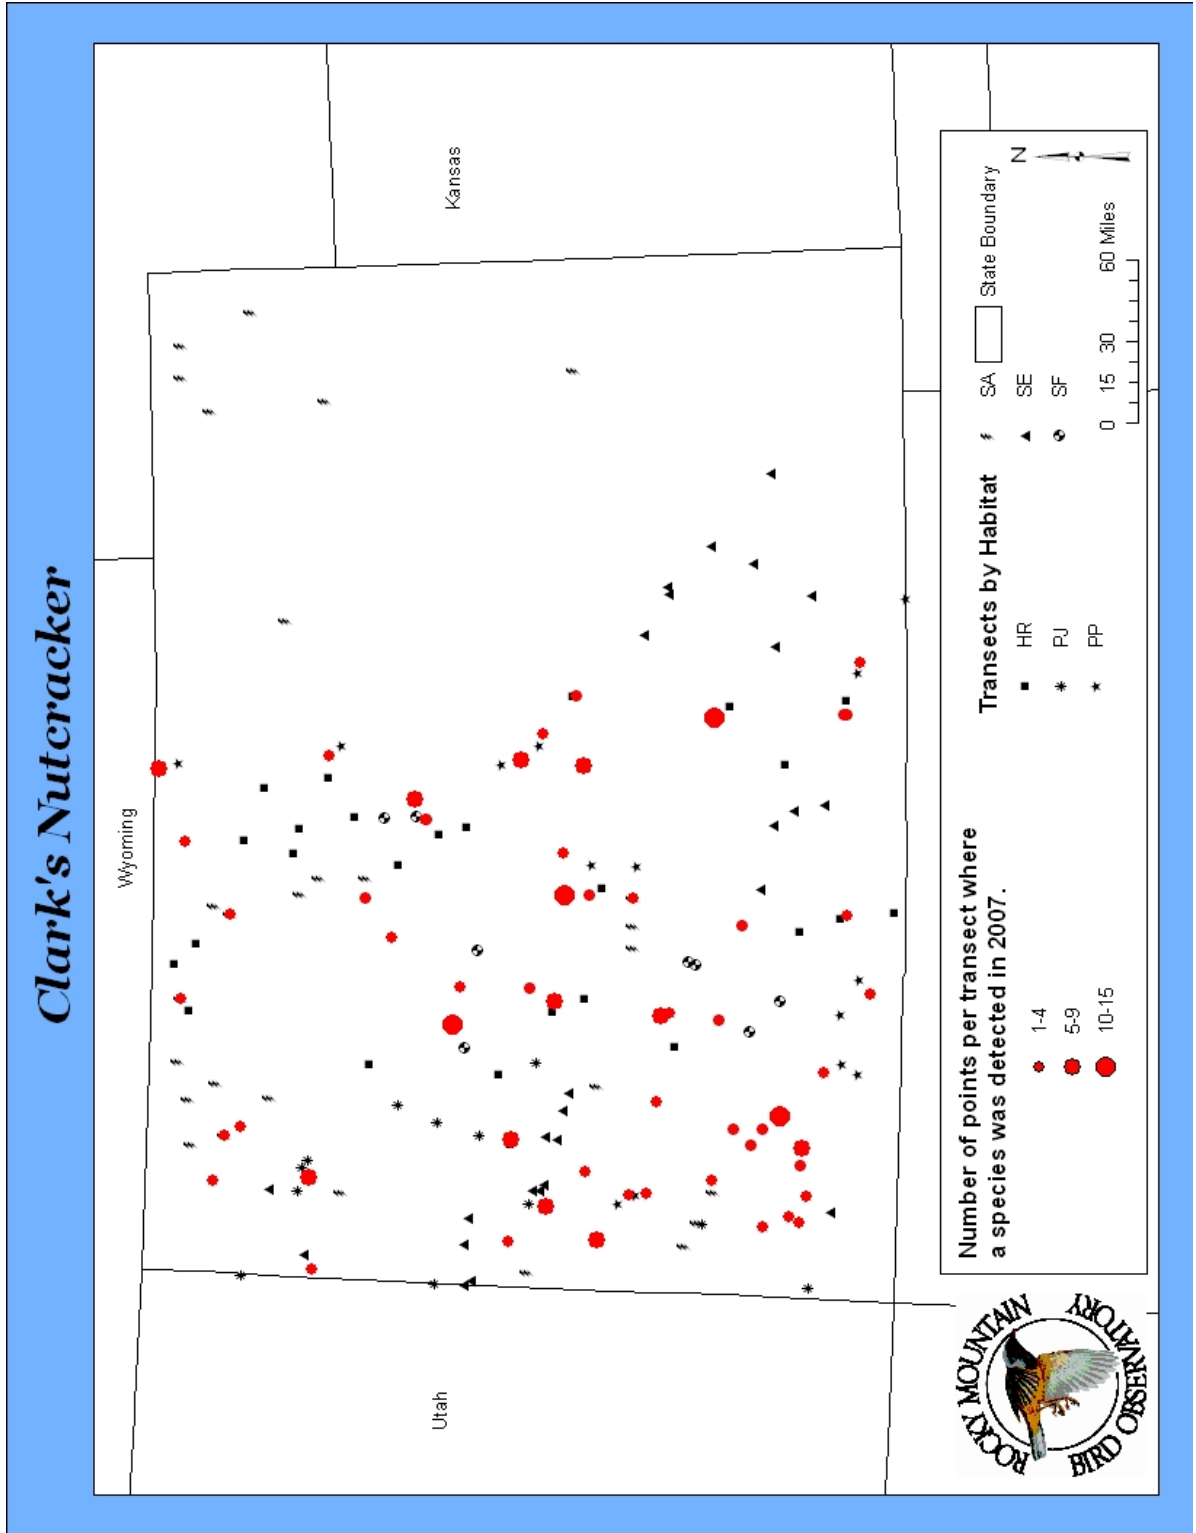 Clark's Nutcracker
Wyoming
Utah
Kansas
ROCKY MOUNTAIN
BIRD OBSERVATORY
Number of points per transect where
a species was detected in 2007.
1-4
5-9
10-15
Transects by Habitat
HR
PJ
PP
SA
SE
SF
State Boundary
N
0 15 30 60 Miles